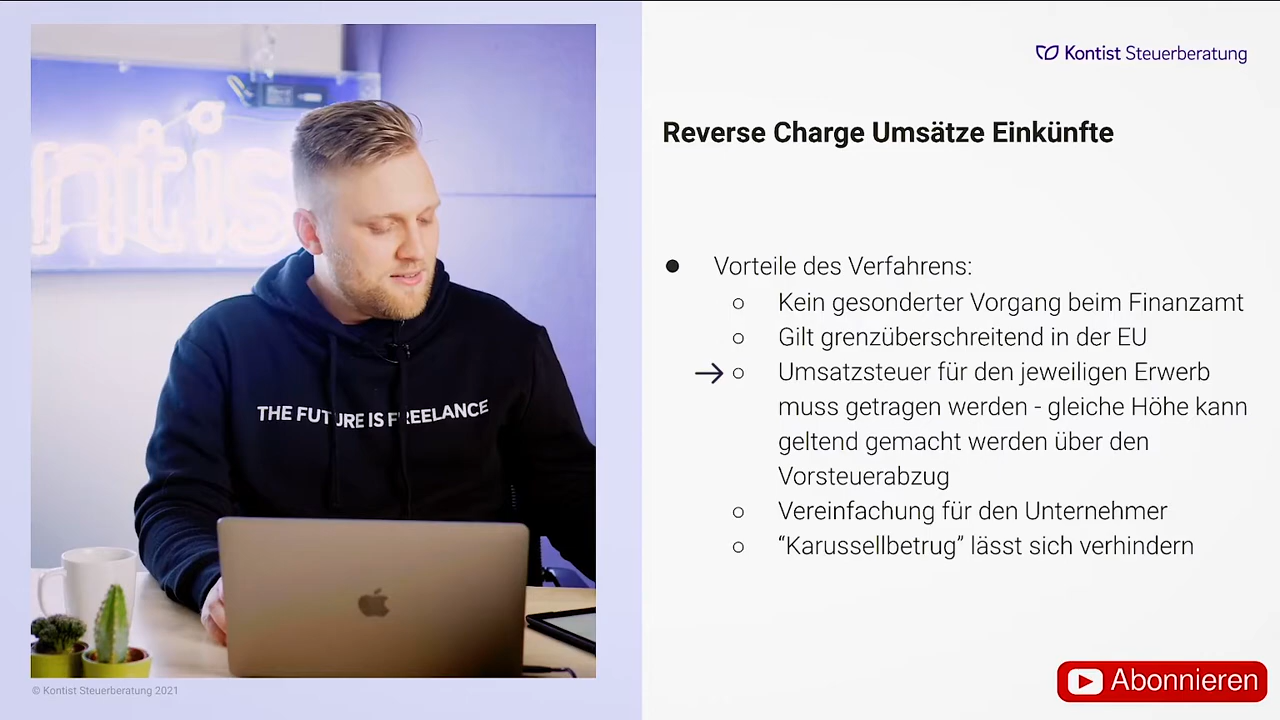 ntis
THE FUTURE IS FREELANCE
© Kontist Steuerberatung 2021
Kontist Steuerberatung
Reverse Charge Umsätze Einkünfte
● Vorteile des Verfahrens:
○ Kein gesonderter Vorgang beim Finanzamt
○ Gilt grenzüberschreitend in der EU
→ ○ Umsatzsteuer für den jeweiligen Erwerb
muss getragen werden - gleiche Höhe kann
geltend gemacht werden über den
Vorsteuerabzug
○ Vereinfachung für den Unternehmer
○ “Karussellbetrug” lässt sich verhindern
Abonnieren